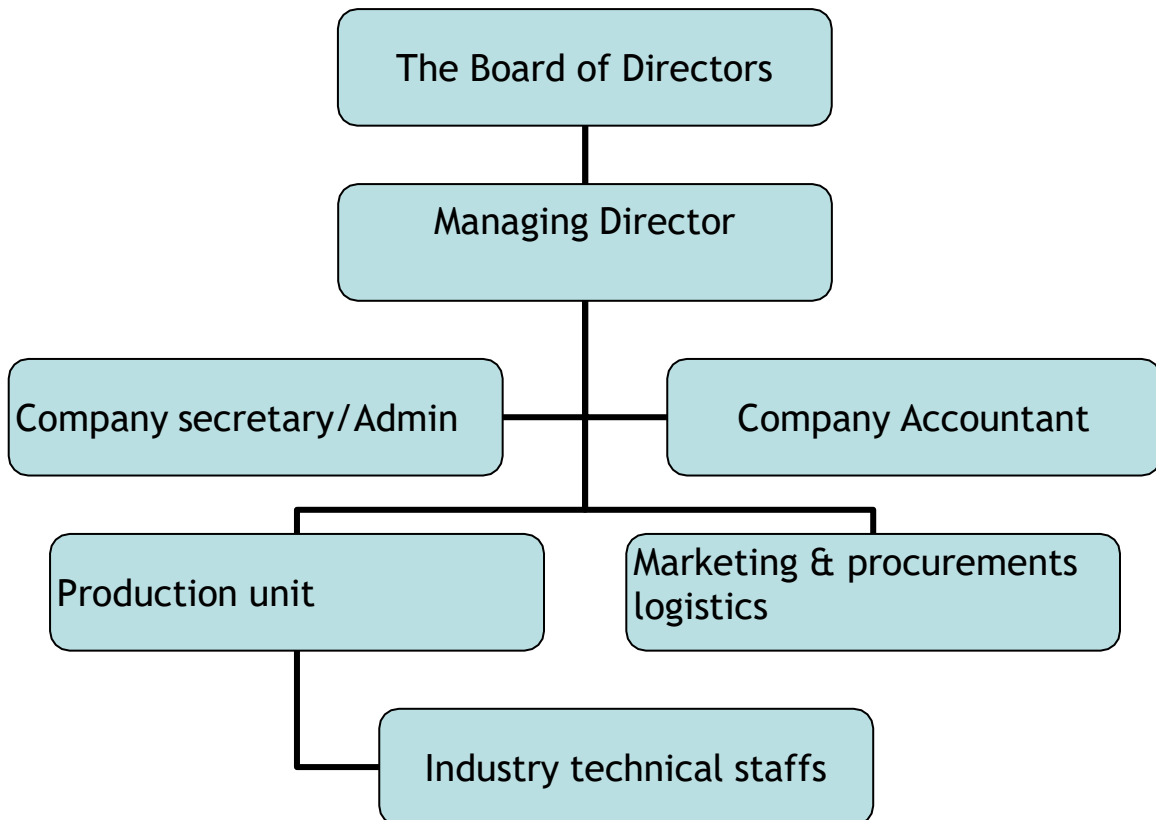 The Board of Directors
Managing Director
Company secretary/Admin
Company Accountant
Production unit
Marketing & procurements
logistics
Industry technical staffs